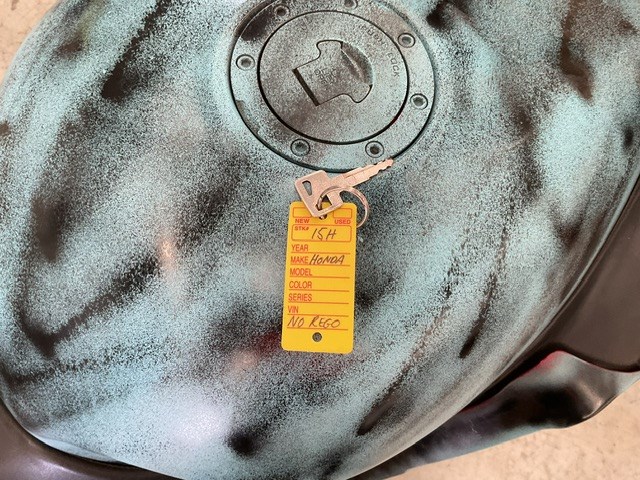 NEW USED
STK# 15H
YEAR
MAKE HONDA
MODEL
COLOR
SERIES
VIN
NO REGO